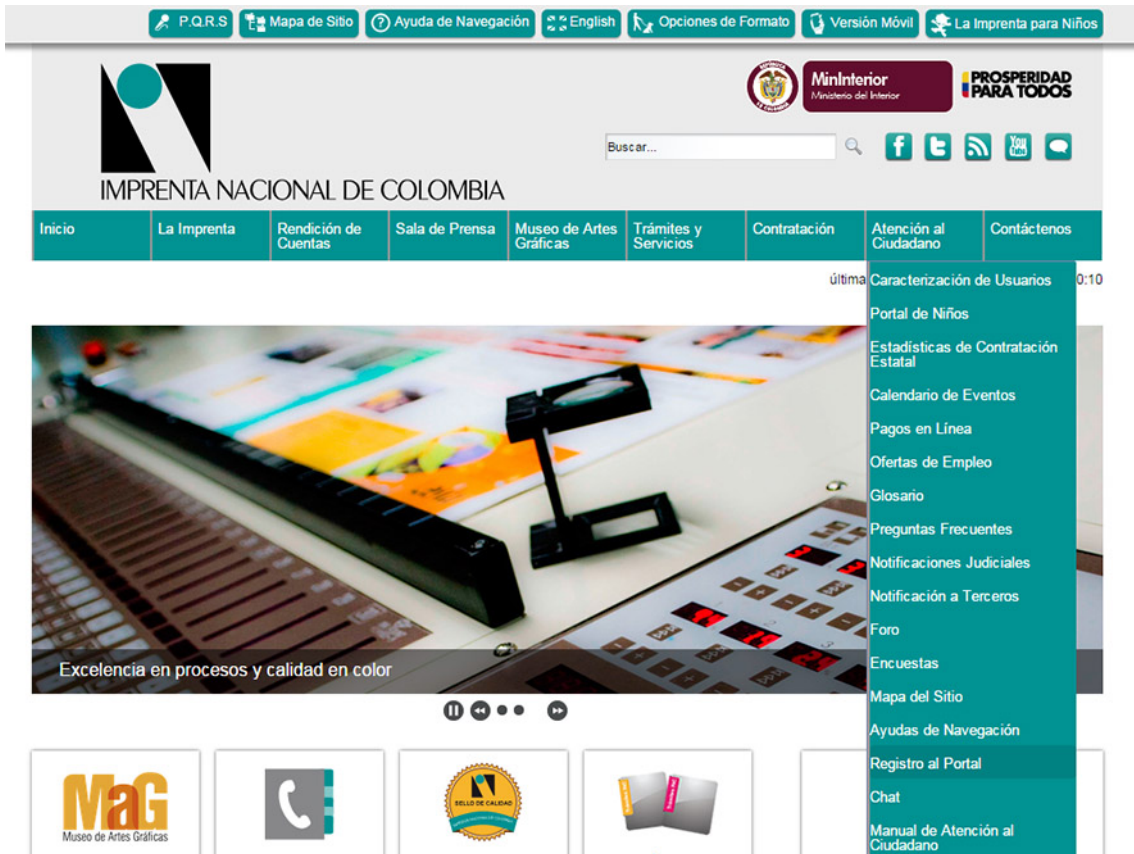 P.Q.R.S
Mapa de Sitio
Ayuda de Navegación
English
Opciones de Formato
Versión Móvil
La Imprenta para Niños
MinInterior
Ministerio del Interior
PROSPERIDAD
PARA TODOS
Buscar...
IMPRENTA NACIONAL DE COLOMBIA
Inicio
La Imprenta
Rendición de
Cuentas
Sala de Prensa
Museo de Artes
Gráficas
Trámites y
Servicios
Contratación
Atención al
Ciudadano
Contáctenos
última
0:10
Caracterización de Usuarios
Portal de Niños
Estadísticas de Contratación
Estatal
Calendario de Eventos
Pagos en Línea
Ofertas de Empleo
Glosario
Preguntas Frecuentes
Notificaciones Judiciales
Notificación a Terceros
Foro
Encuestas
Mapa del Sitio
Ayudas de Navegación
Registro al Portal
Chat
Manual de Atención al
Ciudadano
Excelencia en procesos y calidad en color
MaG
Museo de Artes Gráficas
SELLO DE CALIDAD